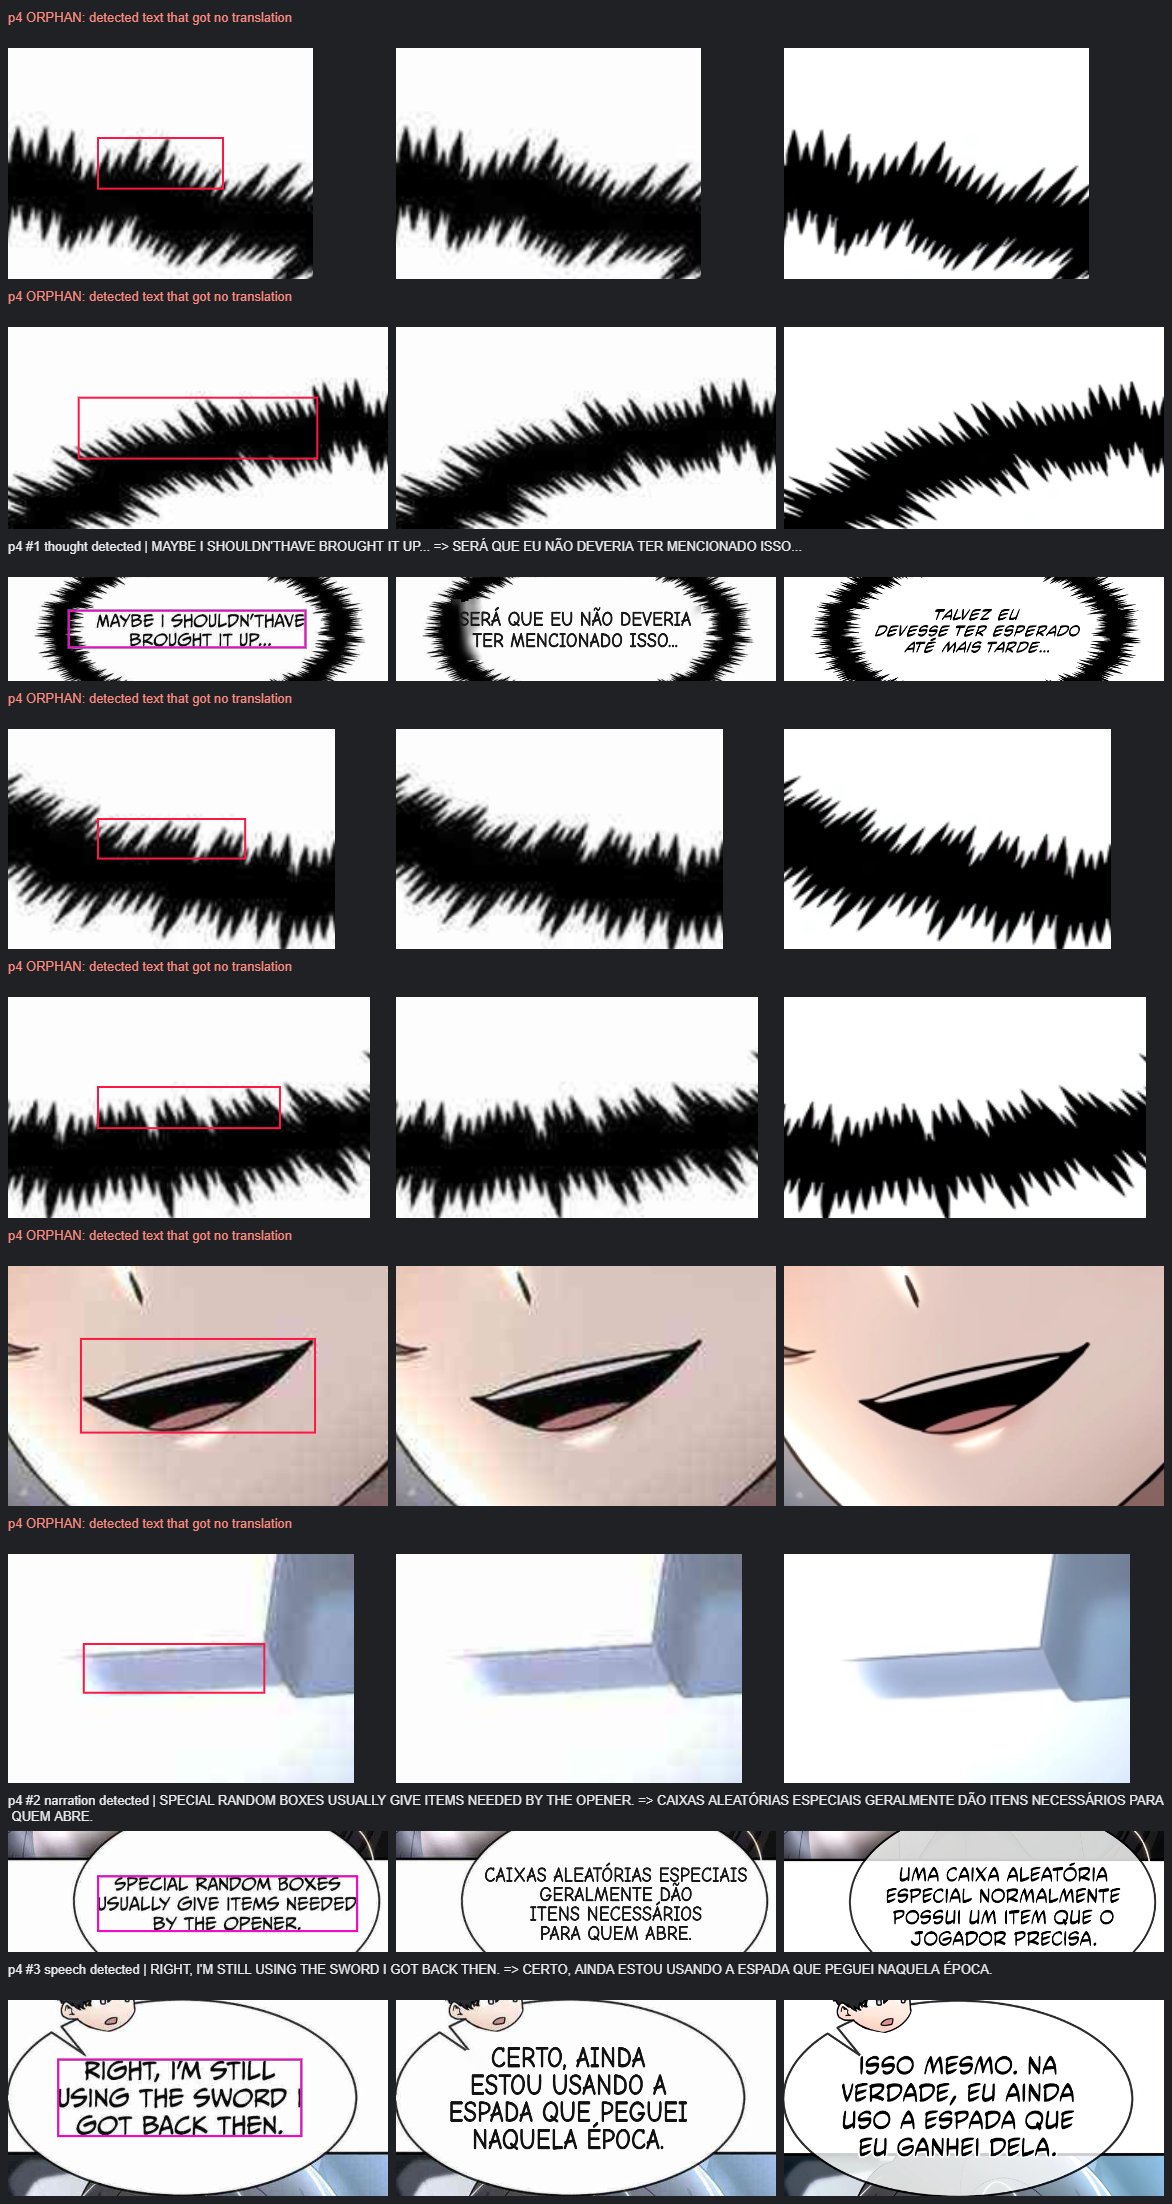 p4 ORPHAN: detected text that got no translation
p4 ORPHAN: detected text that got no translation
p4 #1 thought detected | MAYBE I SHOULDN'THAVE BROUGHT IT UP... => SERÁ QUE EU NÃO DEVERIA TER MENCIONADO ISSO...
MAYBE I SHOULDN'THAVE
BROUGHT IT UP...
SERÁ QUE EU NÃO DEVERIA
TER MENCIONADO ISSO...
TALVEZ EU
DEVESSE TER ESPERADO
ATÉ MAIS TARDE...
p4 ORPHAN: detected text that got no translation
p4 ORPHAN: detected text that got no translation
p4 ORPHAN: detected text that got no translation
p4 ORPHAN: detected text that got no translation
p4 #2 narration detected | SPECIAL RANDOM BOXES USUALLY GIVE ITEMS NEEDED BY THE OPENER. => CAIXAS ALEATÓRIAS ESPECIAIS GERALMENTE DÃO ITENS NECESSÁRIOS PARA
QUEM ABRE.
SPECIAL RANDOM BOXES
USUALLY GIVE ITEMS NEEDED
BY THE OPENER.
CAIXAS ALEATÓRIAS ESPECIAIS
GERALMENTE DÃO
ITENS NECESSÁRIOS
PARA QUEM ABRE.
UMA CAIXA ALEATÓRIA
ESPECIAL NORMALMENTE
POSSUI UM ITEM QUE O
JOGADOR PRECISA.
p4 #3 speech detected | RIGHT, I'M STILL USING THE SWORD I GOT BACK THEN. => CERTO, AINDA ESTOU USANDO A ESPADA QUE PEGUEI NAQUELA ÉPOCA.
RIGHT, I'M STILL
USING THE SWORD I
GOT BACK THEN.
CERTO, AINDA
ESTOU USANDO A
ESPADA QUE PEGUEI
NAQUELA ÉPOCA.
ISSO MESMO. NA
VERDADE, EU AINDA
USO A ESPADA QUE
EU GANHEI DELA.